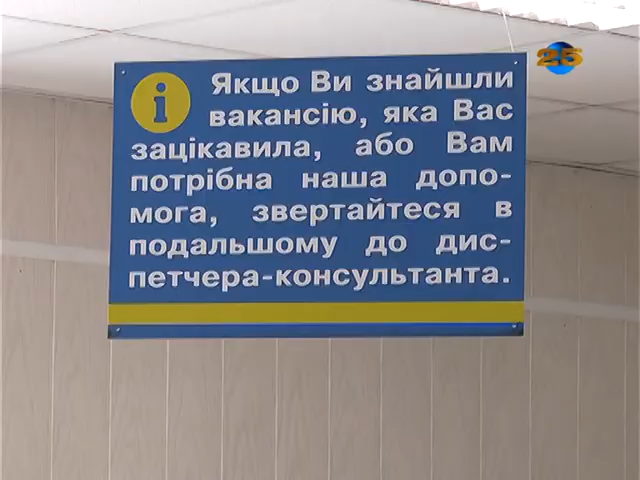 25
i Якщо Ви знайшли
вакансію, яка Вас
зацікавила, або Вам
потрібна наша допо-
мога, звертайтеся в
подальшому до дис-
петчера-консультанта.